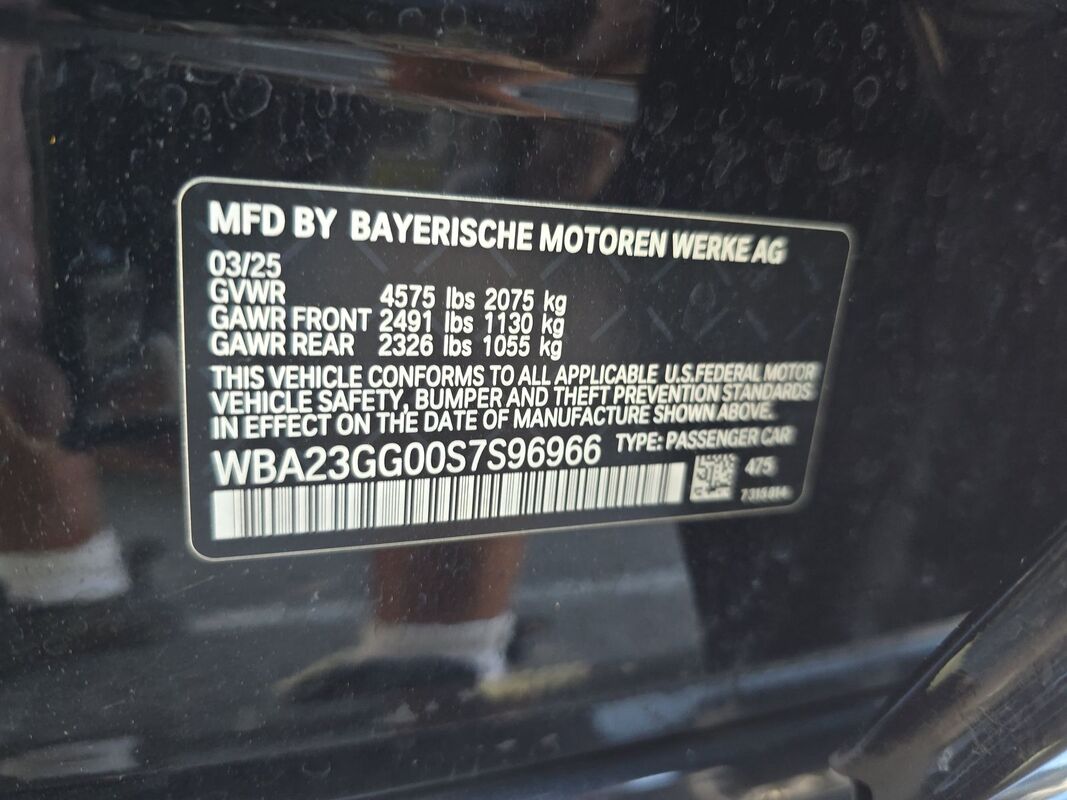 MFD BY BAYERISCHE MOTOREN WERKE AG
03/25
GVWR 4575 lbs 2075 kg
GAWR FRONT 2491 lbs 1130 kg
GAWR REAR 2326 lbs 1055 kg
THIS VEHICLE CONFORMS TO ALL APPLICABLE U.S.FEDERAL MOTOR
VEHICLE SAFETY, BUMPER AND THEFT PREVENTION STANDARDS
IN EFFECT ON THE DATE OF MANUFACTURE SHOWN ABOVE.
WBA23GG00S7S96966 TYPE: PASSENGER CAR
475